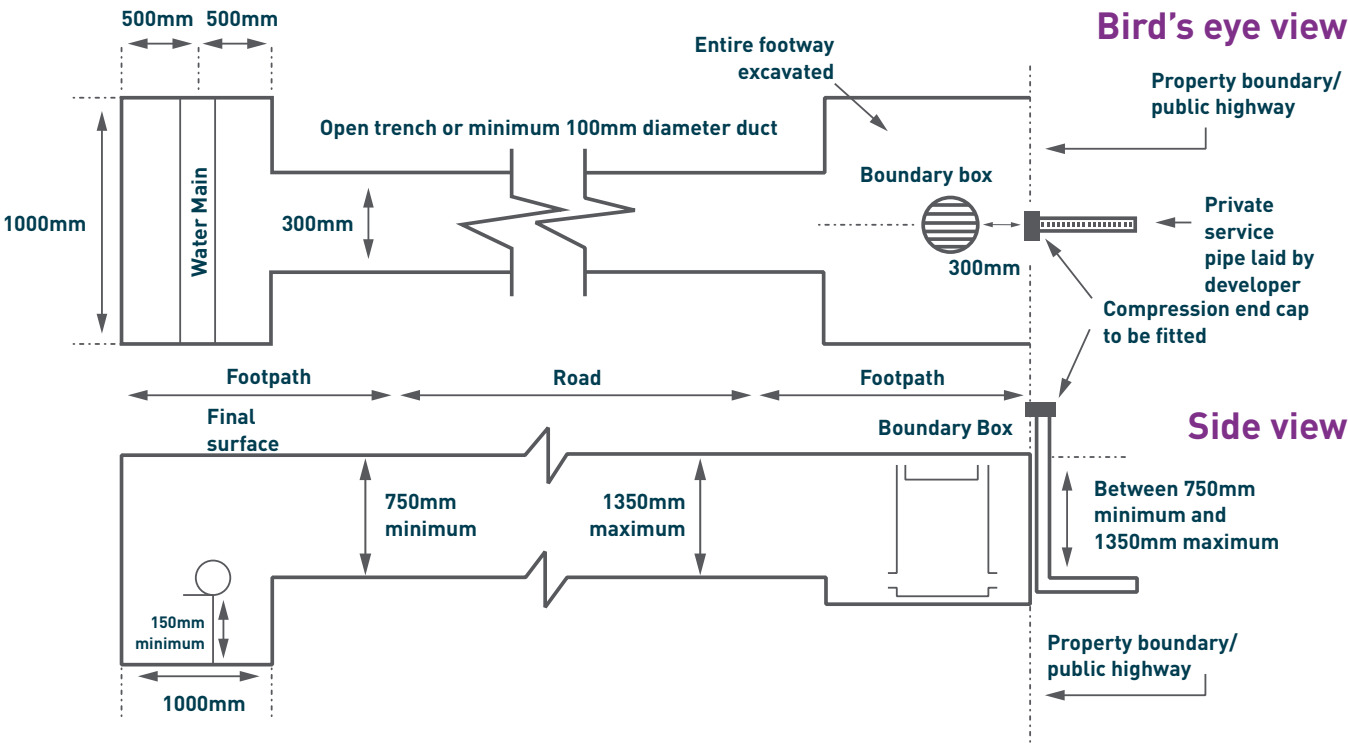 500mm 500mm
Bird's eye view
Entire footway
excavated
Property boundary/
public highway
Open trench or minimum 100mm diameter duct
Boundary box
1000mm
Water Main
300mm
300mm
Private
service
pipe laid by
developer
Compression end cap
to be fitted
Footpath
Road
Footpath
Final
surface
Boundary Box
Side view
750mm
minimum
1350mm
maximum
Between 750mm
minimum and
1350mm maximum
150mm
minimum
1000mm
Property boundary/
public highway